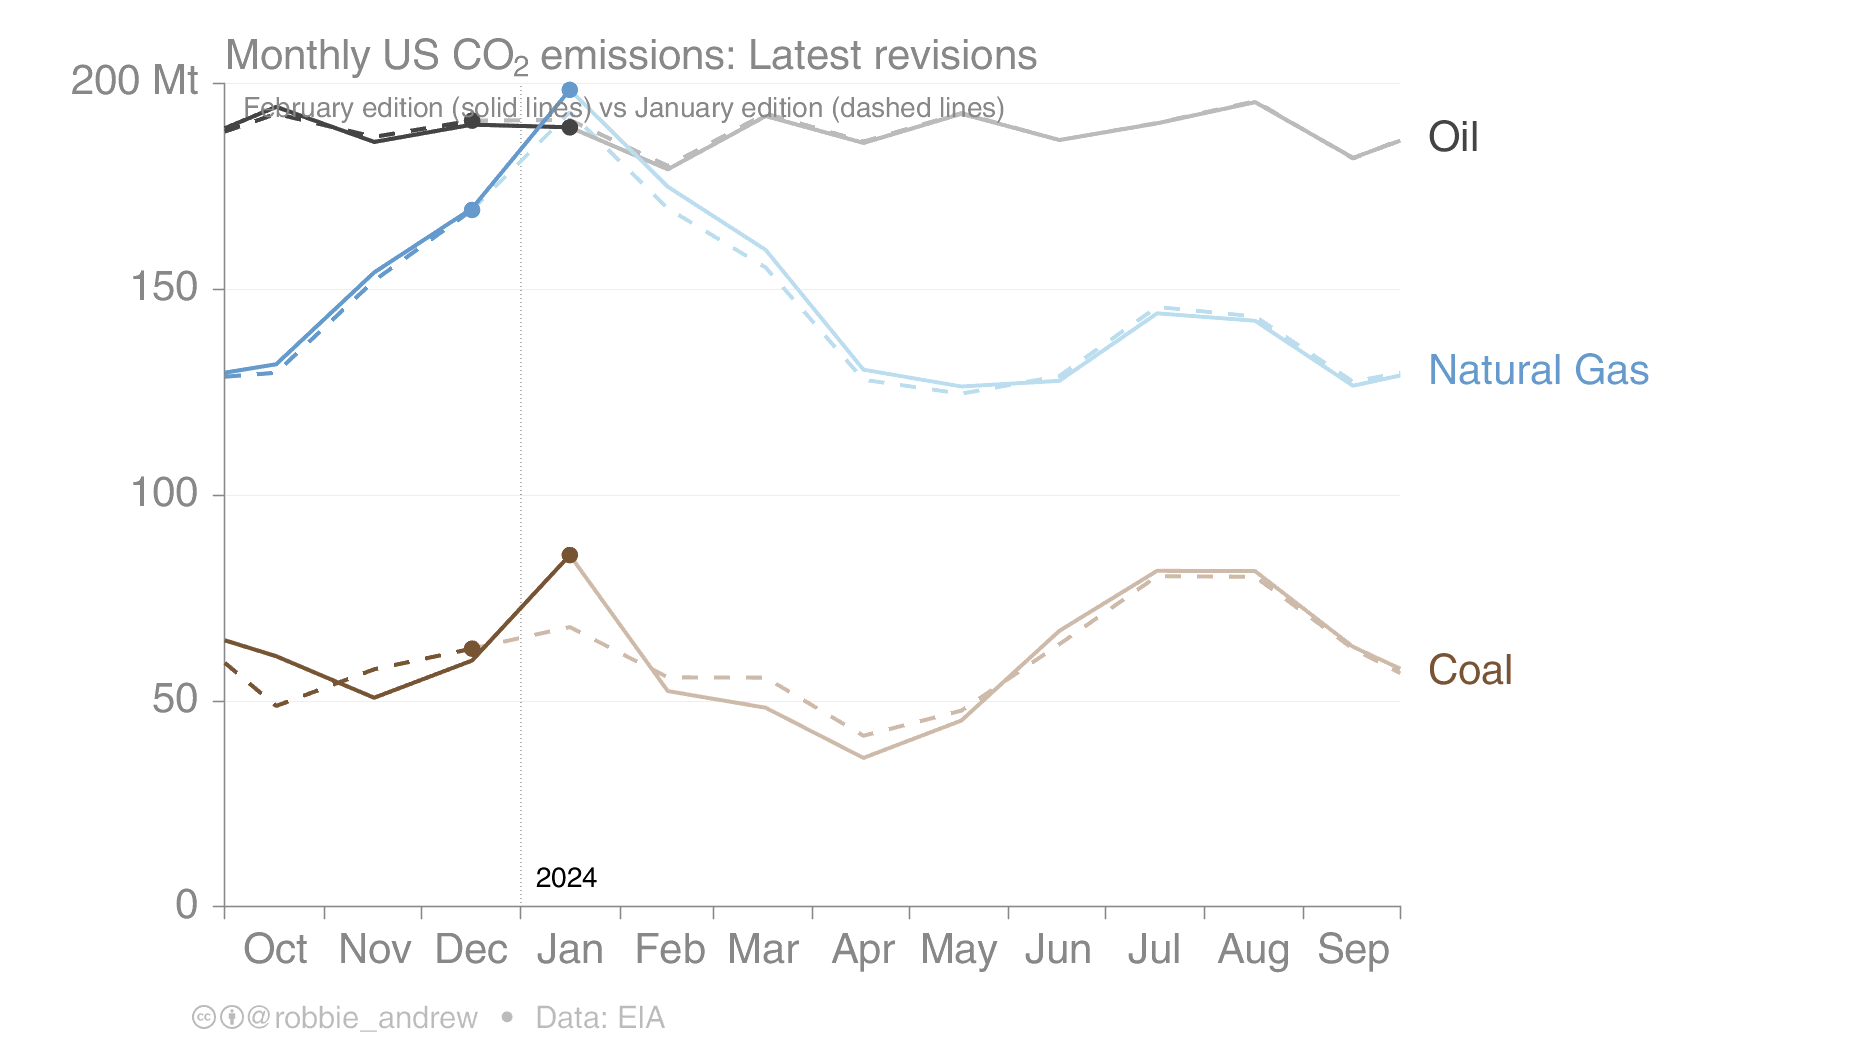 Monthly US CO₂ emissions: Latest revisions
200 Mt
February edition (solid lines) vs January edition (dashed lines)
Oil
150
Natural Gas
100
Coal
50
2024
0
Oct Nov Dec Jan Feb Mar Apr May Jun Jul Aug Sep
@robbie_andrew • Data: EIA